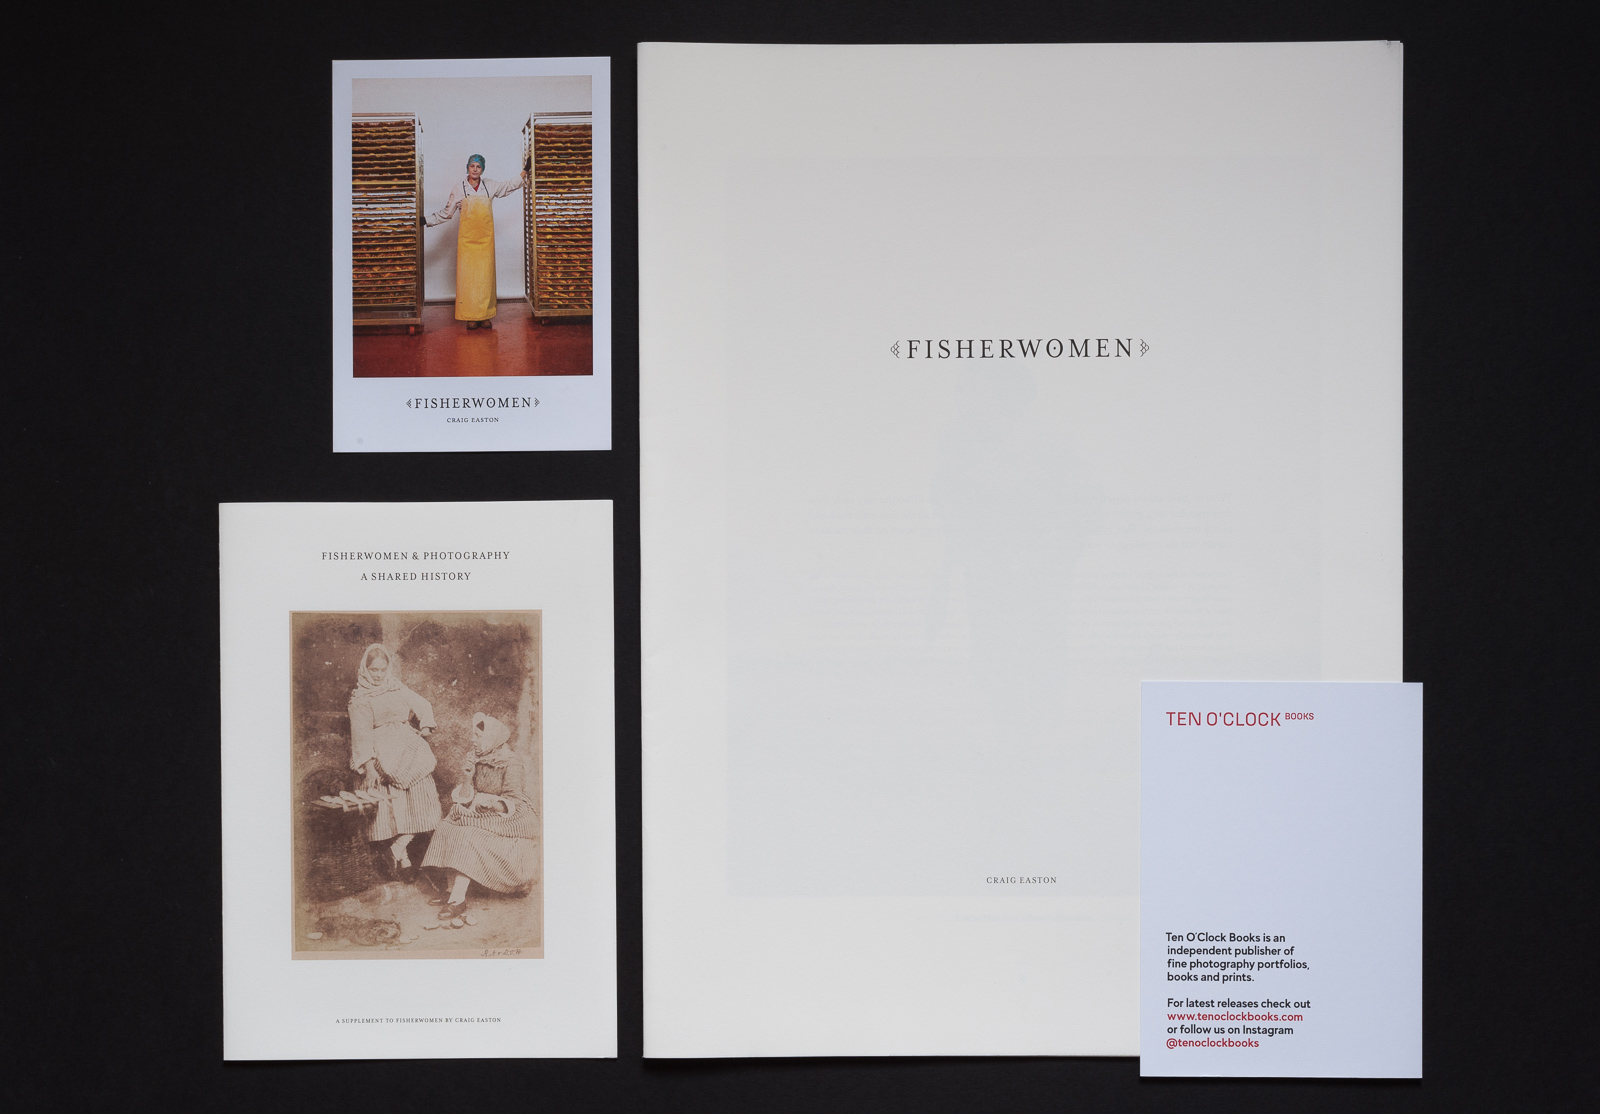 FISHERWOMEN
CRAIG EASTON
FISHERWOMEN & PHOTOGRAPHY
A SHARED HISTORY
A SUPPLEMENT TO FISHERWOMEN BY CRAIG EASTON
FISHERWOMEN
CRAIG EASTON
TEN O'CLOCK BOOKS
Ten O'Clock Books is an
independent publisher of
fine photography portfolios,
books and prints.
For latest releases check out
www.tenoclockbooks.com
or follow us on Instagram
@tenoclockbooks